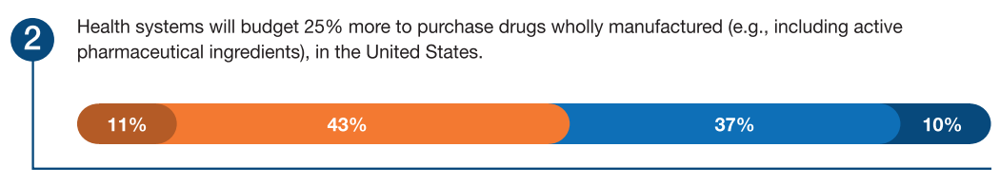 2
Health systems will budget 25% more to purchase drugs wholly manufactured (e.g., including active
pharmaceutical ingredients), in the United States.
11% 43% 37% 10%